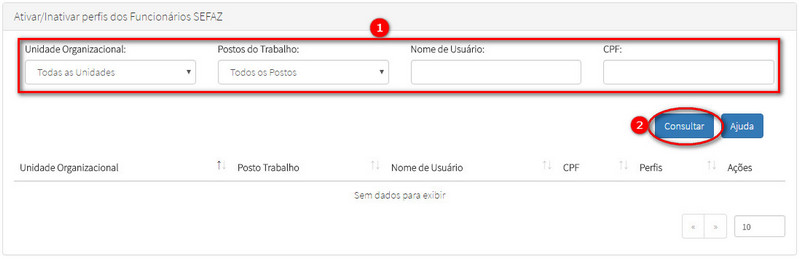 Ativar/Inativar perfis dos Funcionários SEFAZ
1
Unidade Organizacional: Postos do Trabalho: Nome de Usuário: CPF:
Todas as Unidades Todos os Postos
2 Consultar Ajuda
Unidade Organizacional Posto Trabalho Nome de Usuário CPF Perfis Ações
Sem dados para exibir
« » 10